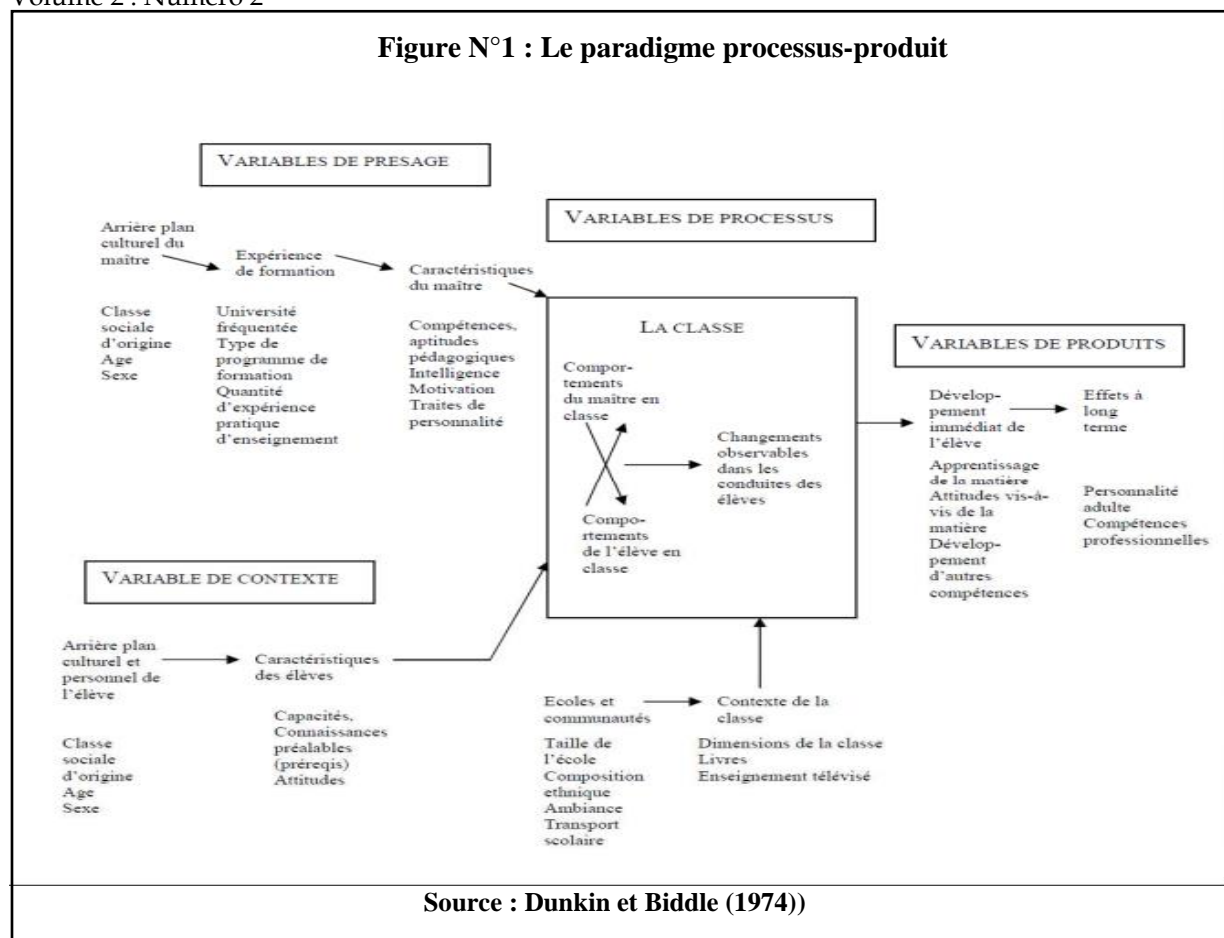 Volume 2 : Numéro 2
Figure N°1 : Le paradigme processus-produit
VARIABLES DE PRESAGE
Arrière plan
culturel du
maître
Expérience
de formation
Caractéristiques
du maître
Classe
sociale
d'origine
Age
Sexe
Université
fréquentée
Type de
programme de
formation
Quantité
d'expérience
pratique
d'enseignement
Compétences,
aptitudes
pédagogiques
Intelligence
Motivation
Traites de
personnalité
VARIABLES DE PROCESSUS
LA CLASSE
Compor-
tements
du maître en
classe
Changements
observables
dans les
conduites des
élèves
Compo-
rtements
de l'élève en
classe
VARIABLES DE PRODUITS
Dévelop-
pement
immédiat de
l'élève
Effets à
long
terme
Apprentissage
de la matière
Attitudes vis-à-
vis de la
matière
Dévelop-
pement
d'autres
compétences
Personnalité
adulte
Compétences
professionnelles
VARIABLE DE CONTEXTE
Arrière plan
culturel et
personnel de
l'élève
Caractéristiques
des élèves
Classe
sociale
d'origine
Age
Sexe
Capacités,
Connaissances
préalables
(préreqis)
Attitudes
Ecoles et
communautés
Contexte de la
classe
Taille de
l'école
Composition
ethnique
Ambiance
Transport
scolaire
Dimensions de la classe
Livres
Enseignement télévisé
Source : Dunkin et Biddle (1974))